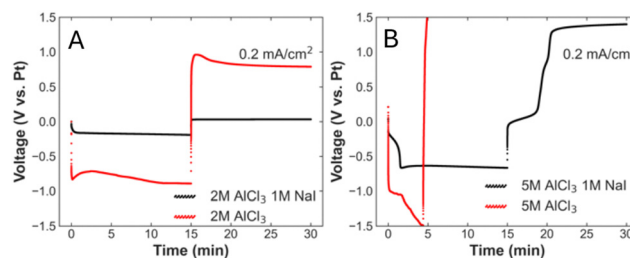 A
0.2 mA/cm²
2M AlCl₃ 1M NaI
2M AlCl₃
Voltage (V vs. Pt)
1.5
1.0
0.5
0.0
-0.5
-1.0
-1.5
0 5 10 15 20 25 30
Time (min)
B
0.2 mA/cm
5M AlCl₃ 1M NaI
5M AlCl₃
Voltage (V vs. Pt)
1.5
1.0
0.5
0.0
-0.5
-1.0
-1.5
0 5 10 15 20 25 30
Time (min)